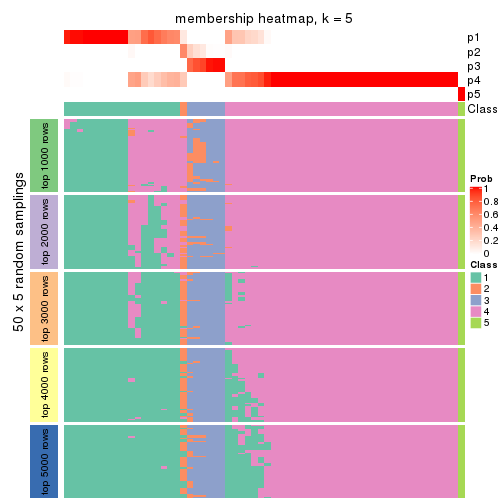 membership heatmap, k = 5
p1
p2
p3
p4
p5
Class
50 x 5 random samplings
top 1000 rows
top 2000 rows
top 3000 rows
top 4000 rows
top 5000 rows
Prob
1
0.8
0.6
0.4
0.2
0
Class
1
2
3
4
5